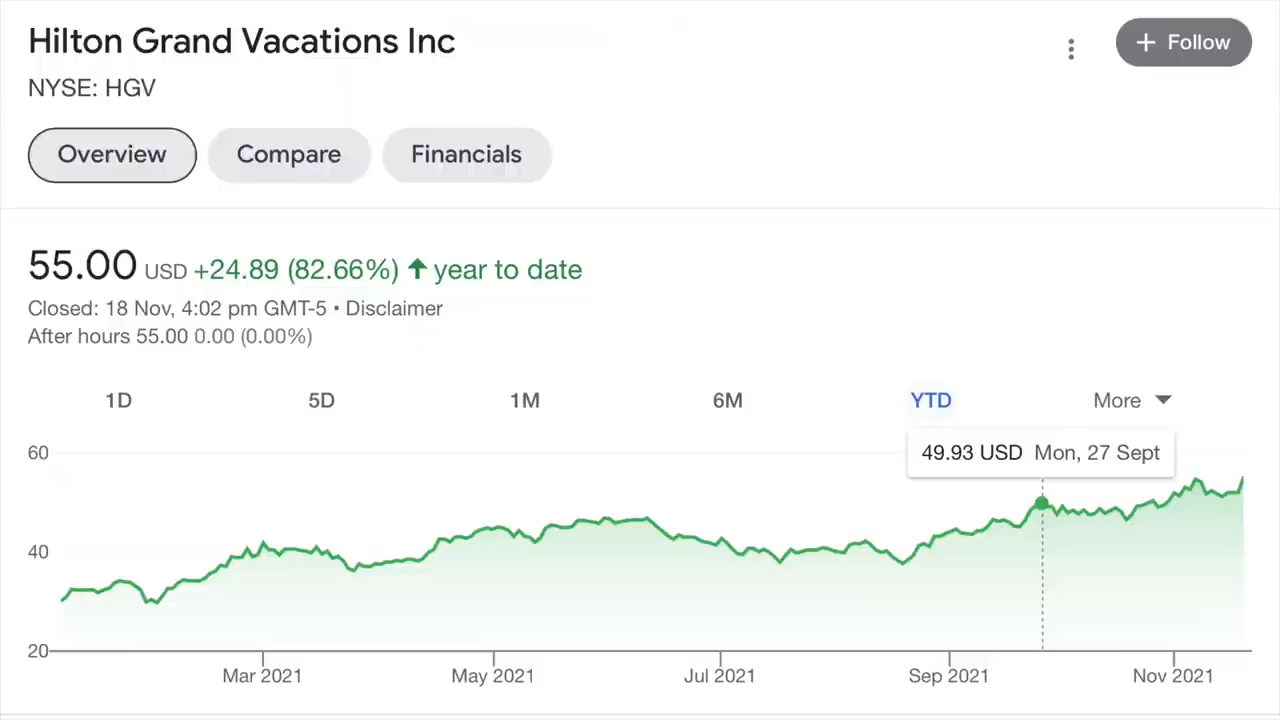 Hilton Grand Vacations Inc
+ Follow
NYSE: HGV
Overview Compare Financials
55.00 USD +24.89 (82.66%) ↑ year to date
Closed: 18 Nov, 4:02 pm GMT-5 • Disclaimer
After hours 55.00 0.00 (0.00%)
1D 5D 1M 6M YTD More
49.93 USD Mon, 27 Sept
60
40
20
Mar 2021 May 2021 Jul 2021 Sep 2021 Nov 2021